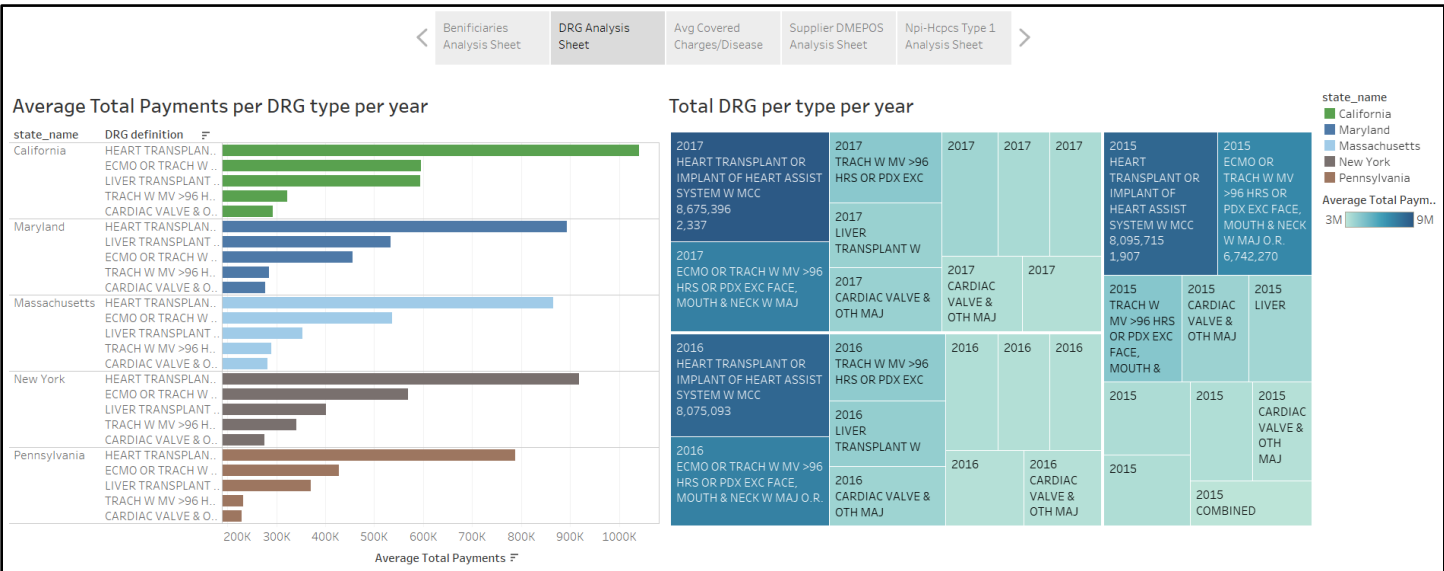 Benificiaries
Analysis Sheet
DRG Analysis
Sheet
Avg Covered
Charges/Disease
Supplier DMEPOS
Analysis Sheet
Npi-Hcpcs Type 1
Analysis Sheet
Average Total Payments per DRG type per year
state_name
DRG definition
California
HEART TRANSPLAN..
ECMO OR TRACH W ..
LIVER TRANSPLANT ..
TRACH W MV >96 H..
CARDIAC VALVE & O..
Maryland
HEART TRANSPLAN..
LIVER TRANSPLANT ..
ECMO OR TRACH W ..
TRACH W MV >96 H..
CARDIAC VALVE & O..
Massachusetts
HEART TRANSPLAN..
ECMO OR TRACH W ..
LIVER TRANSPLANT ..
TRACH W MV >96 H..
CARDIAC VALVE & O..
New York
HEART TRANSPLAN..
ECMO OR TRACH W ..
LIVER TRANSPLANT ..
TRACH W MV >96 H..
CARDIAC VALVE & O..
Pennsylvania
HEART TRANSPLAN..
ECMO OR TRACH W ..
LIVER TRANSPLANT ..
TRACH W MV >96 H..
CARDIAC VALVE & O..
200K 300K 400K 500K 600K 700K 800K 900K 1000K
Average Total Payments
Total DRG per type per year
2017
HEART TRANSPLANT OR
IMPLANT OF HEART ASSIST
SYSTEM W MCC
8,675,396
2,337
2017
ECMO OR TRACH W MV >96
HRS OR PDX EXC FACE,
MOUTH & NECK W MAJ
2017
TRACH W MV >96
HRS OR PDX EXC
2017
LIVER
TRANSPLANT W
2017
CARDIAC VALVE &
OTH MAJ
2017
2017
2017
2017
CARDIAC
VALVE &
OTH MAJ
2017
2016
HEART TRANSPLANT OR
IMPLANT OF HEART ASSIST
SYSTEM W MCC
8,075,093
2016
ECMO OR TRACH W MV >96
HRS OR PDX EXC FACE,
MOUTH & NECK W MAJ O.R.
2016
TRACH W MV >96
HRS OR PDX EXC
2016
LIVER
TRANSPLANT W
2016
CARDIAC VALVE &
OTH MAJ
2016
2016
2016
2016
2016
CARDIAC
VALVE &
OTH MAJ
2015
HEART
TRANSPLANT OR
IMPLANT OF
HEART ASSIST
SYSTEM W MCC
8,095,715
1,907
2015
ECMO OR
TRACH W MV
>96 HRS OR
PDX EXC FACE,
MOUTH & NECK
W MAJ O.R.
6,742,270
2015
TRACH W
MV >96 HRS
OR PDX EXC
FACE,
MOUTH &
2015
CARDIAC
VALVE &
OTH MAJ
2015
LIVER
2015
2015
2015
2015
CARDIAC
VALVE &
OTH
MAJ
2015
COMBINED
state_name
California
Maryland
Massachusetts
New York
Pennsylvania
Average Total Paym..
3M 9M